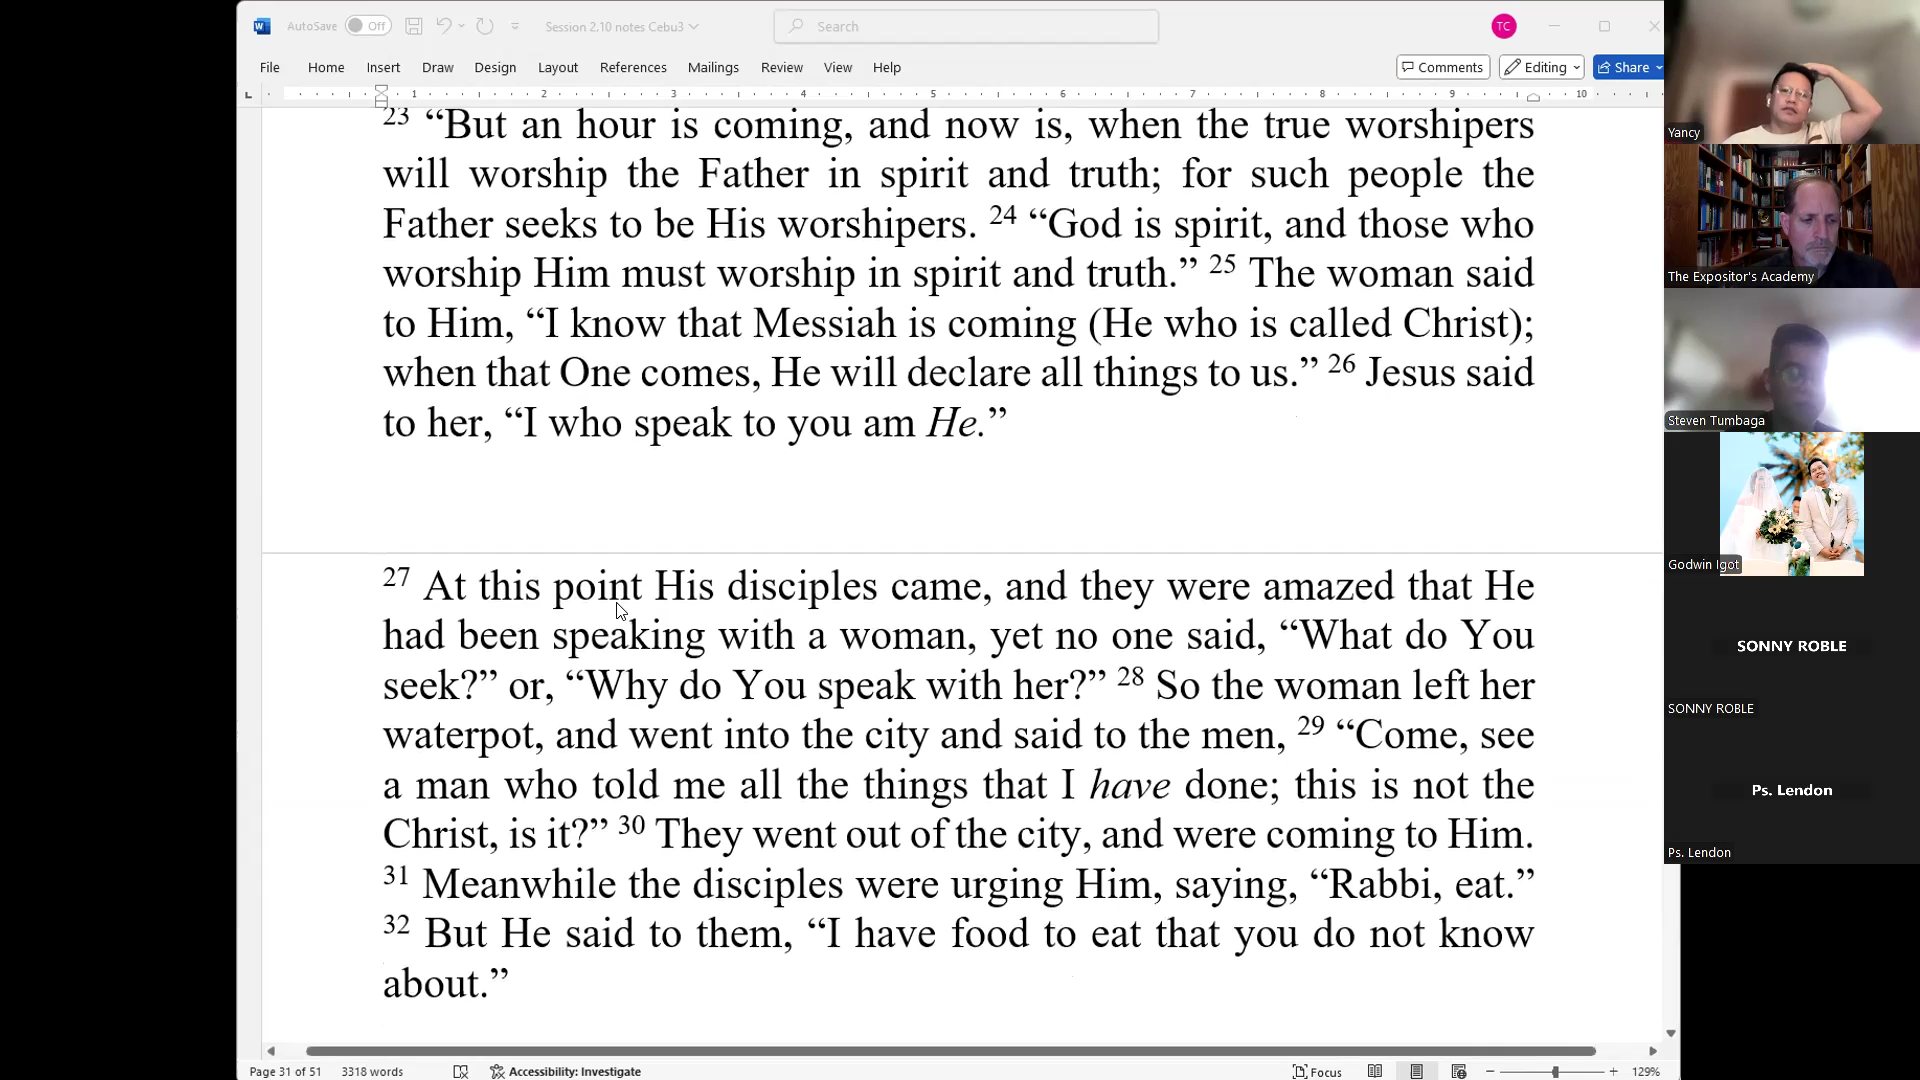 AutoSave Off Session 2.10 notes Cebu3 Search TC
File Home Insert Draw Design Layout References Mailings Review View Help Comments Editing Share
1 2 3 4 5 6 7 8 9 10
23 “But an hour is coming, and now is, when the true worshipers
will worship the Father in spirit and truth; for such people the
Father seeks to be His worshipers. 24 “God is spirit, and those who
worship Him must worship in spirit and truth.” 25 The woman said
to Him, “I know that Messiah is coming (He who is called Christ);
when that One comes, He will declare all things to us.” 26 Jesus said
to her, “I who speak to you am He.”
27 At this point His disciples came, and they were amazed that He
had been speaking with a woman, yet no one said, “What do You
seek?” or, “Why do You speak with her?” 28 So the woman left her
waterpot, and went into the city and said to the men, 29 “Come, see
a man who told me all the things that I have done; this is not the
Christ, is it?” 30 They went out of the city, and were coming to Him.
31 Meanwhile the disciples were urging Him, saying, “Rabbi, eat.”
32 But He said to them, “I have food to eat that you do not know
about.”
Page 31 of 51 3318 words Accessibility: Investigate Focus 129%
Yancy
The Expositor's Academy
Steven Tumbaga
Godwin Igot
SONNY ROBLE
SONNY ROBLE
Ps. Lendon
Ps. Lendon